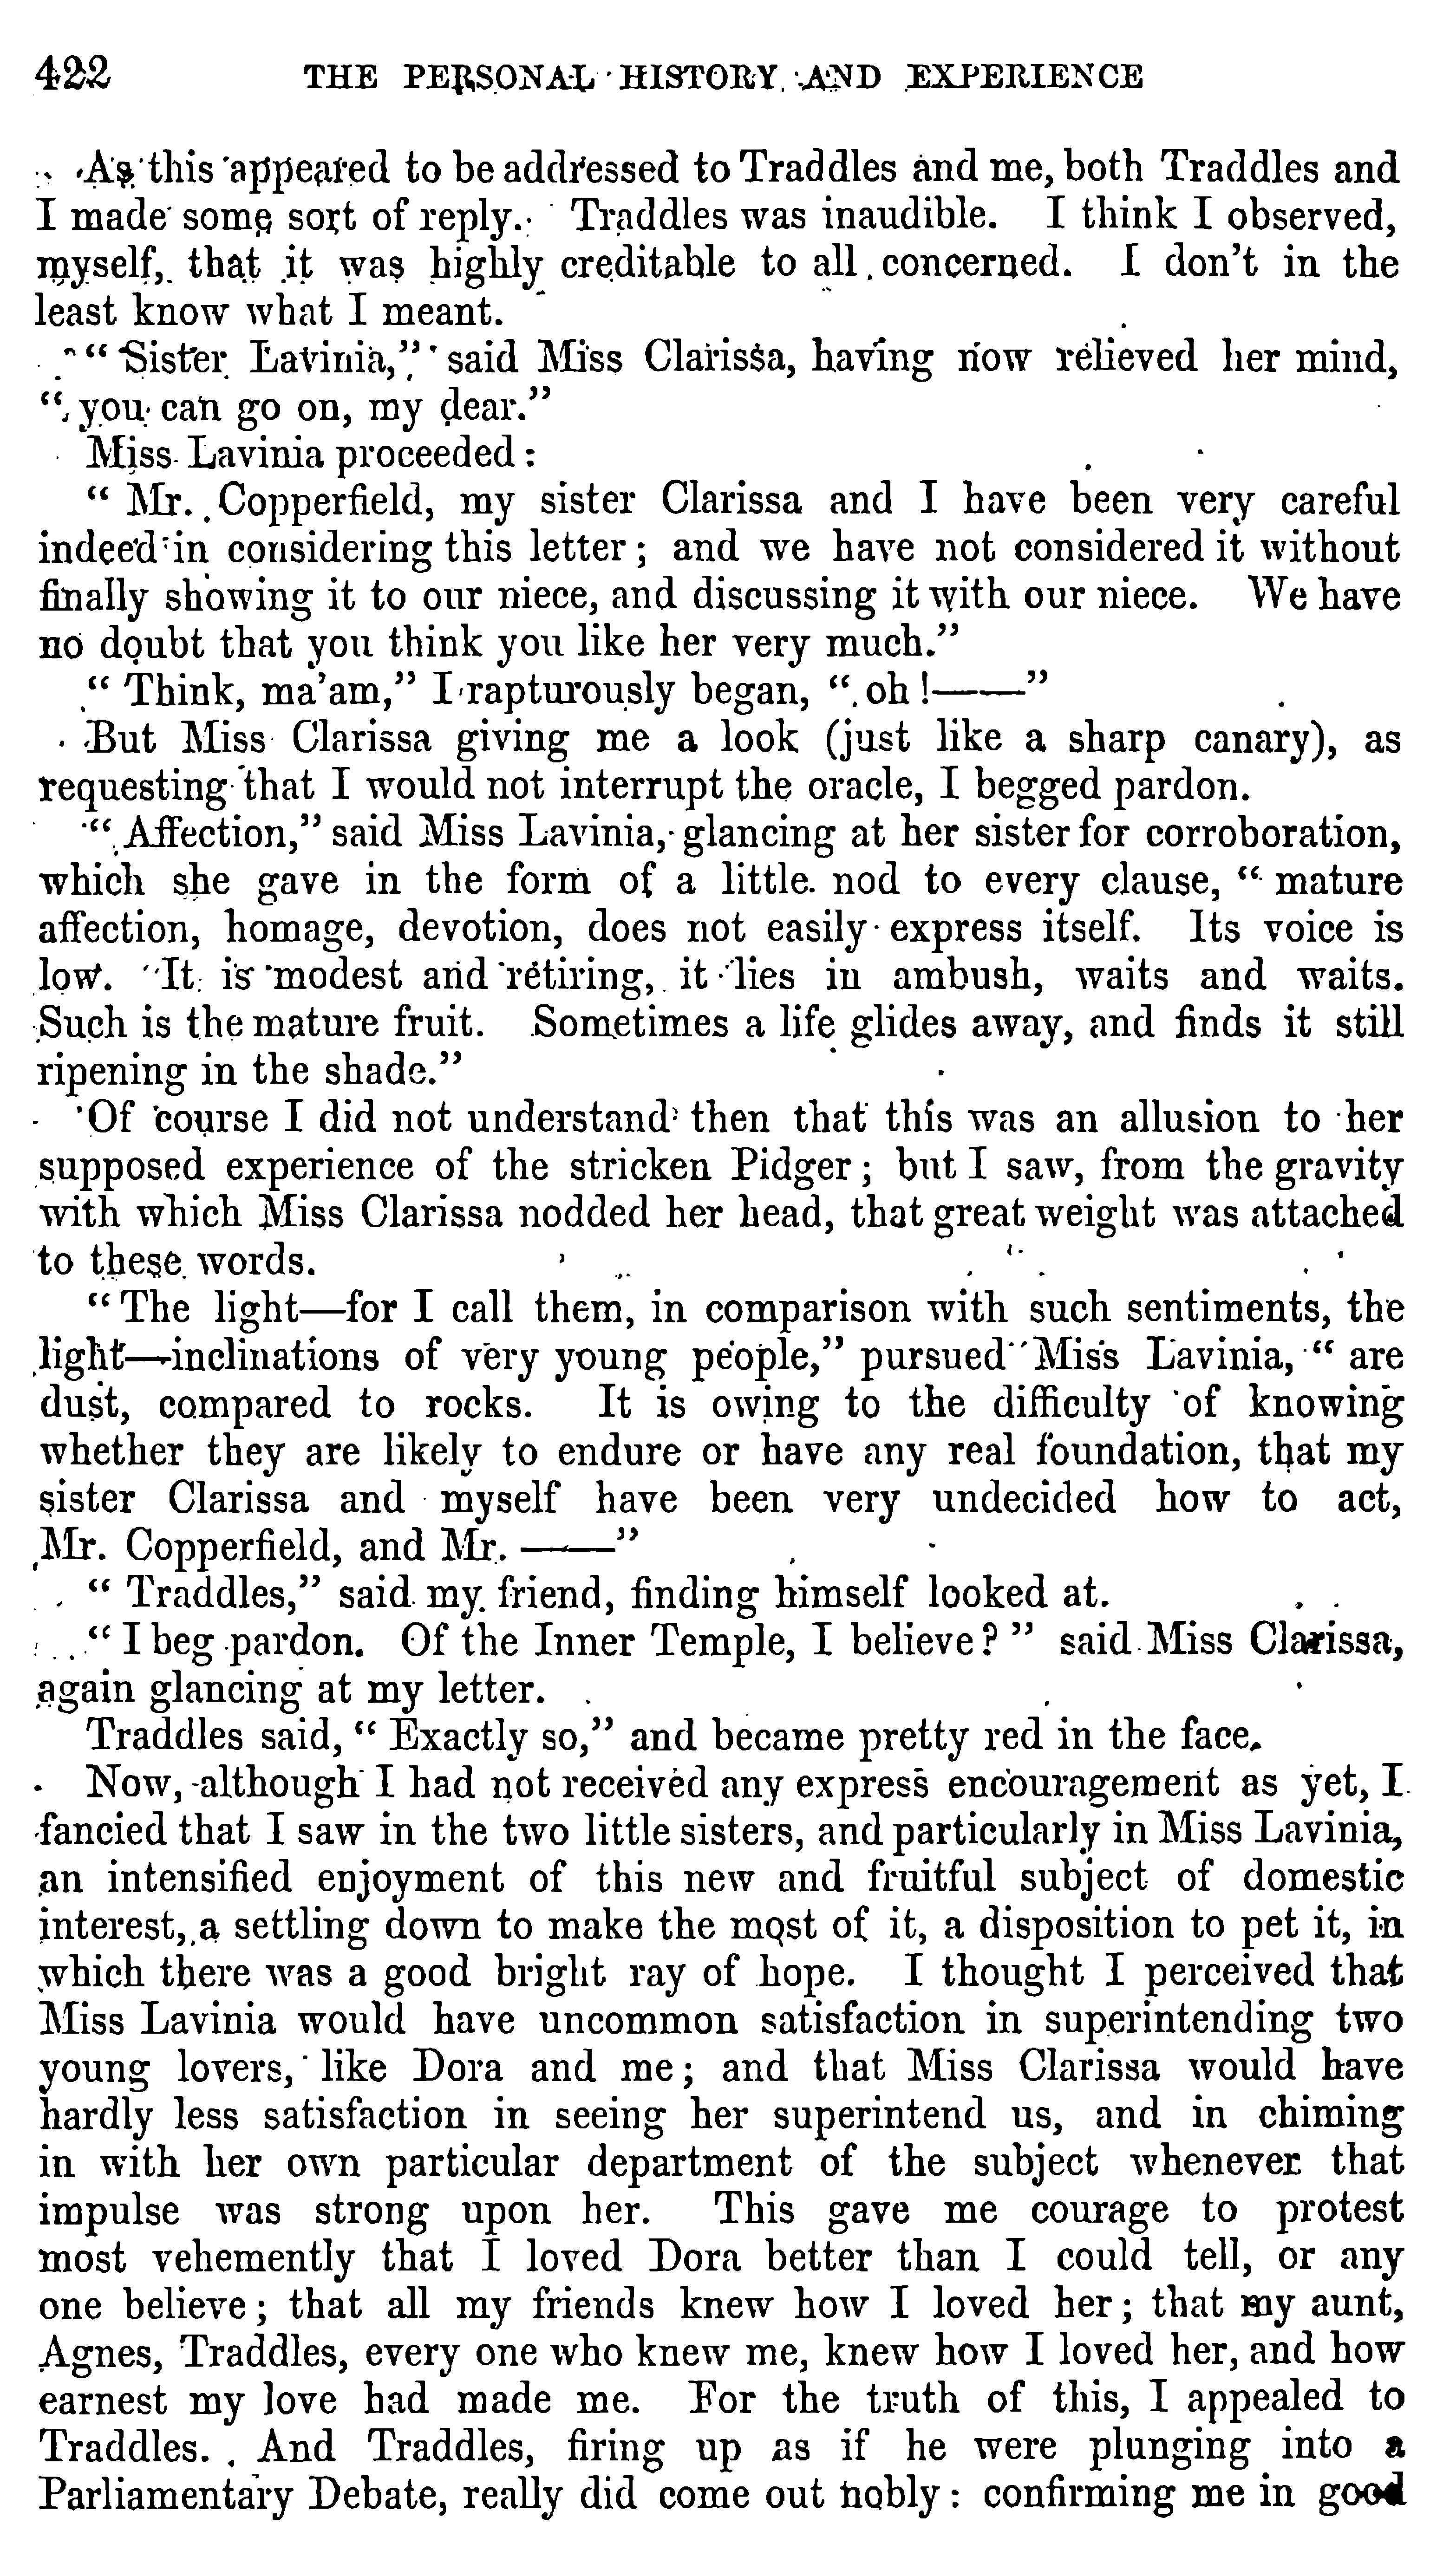 422 THE PERSONAL HISTORY AND EXPERIENCE
As this appeared to be addressed to Traddles and me, both Traddles and
I made some sort of reply. Traddles was inaudible. I think I observed,
myself, that it was highly creditable to all concerned. I don't in the
least know what I meant.
"Sister Lavinia," said Miss Clarissa, having now relieved her mind,
"you can go on, my dear."
Miss Lavinia proceeded:
"Mr. Copperfield, my sister Clarissa and I have been very careful
indeed in considering this letter; and we have not considered it without
finally showing it to our niece, and discussing it with our niece. We have
no doubt that you think you like her very much."
"Think, ma'am," I rapturously began, "oh!——"
But Miss Clarissa giving me a look (just like a sharp canary), as
requesting that I would not interrupt the oracle, I begged pardon.
"Affection," said Miss Lavinia, glancing at her sister for corroboration,
which she gave in the form of a little nod to every clause, "mature
affection, homage, devotion, does not easily express itself. Its voice is
low. It is modest and retiring, it lies in ambush, waits and waits.
Such is the mature fruit. Sometimes a life glides away, and finds it still
ripening in the shade."
Of course I did not understand then that this was an allusion to her
supposed experience of the stricken Pidger; but I saw, from the gravity
with which Miss Clarissa nodded her head, that great weight was attached
to these words.
"The light—for I call them, in comparison with such sentiments, the
light—inclinations of very young people," pursued Miss Lavinia, "are
dust, compared to rocks. It is owing to the difficulty of knowing
whether they are likely to endure or have any real foundation, that my
sister Clarissa and myself have been very undecided how to act,
Mr. Copperfield, and Mr. ——"
"Traddles," said my friend, finding himself looked at.
"I beg pardon. Of the Inner Temple, I believe?" said Miss Clarissa,
again glancing at my letter.
Traddles said, "Exactly so," and became pretty red in the face.
Now, although I had not received any express encouragement as yet, I
fancied that I saw in the two little sisters, and particularly in Miss Lavinia,
an intensified enjoyment of this new and fruitful subject of domestic
interest, a settling down to make the most of it, a disposition to pet it, in
which there was a good bright ray of hope. I thought I perceived that
Miss Lavinia would have uncommon satisfaction in superintending two
young lovers, like Dora and me; and that Miss Clarissa would have
hardly less satisfaction in seeing her superintend us, and in chiming
in with her own particular department of the subject whenever that
impulse was strong upon her. This gave me courage to protest
most vehemently that I loved Dora better than I could tell, or any
one believe; that all my friends knew how I loved her; that my aunt,
Agnes, Traddles, every one who knew me, knew how I loved her, and how
earnest my love had made me. For the truth of this, I appealed to
Traddles. And Traddles, firing up as if he were plunging into a
Parliamentary Debate, really did come out nobly: confirming me in good